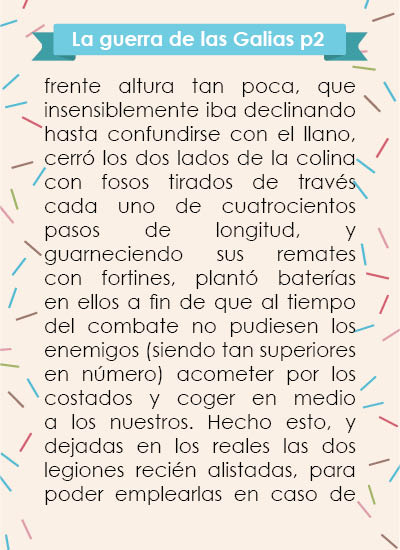 La guerra de las Galias p2
frente altura tan poca, que
insensiblemente iba declinando
hasta confundirse con el llano,
cerró los dos lados de la colina
con fosos tirados de través
cada uno de cuatrocientos
pasos de longitud, y
guarneciendo sus remates
con fortines, plantó baterías
en ellos a fin de que al tiempo
del combate no pudiesen los
enemigos (siendo tan superiores
en número) acometer por los
costados y coger en medio
a los nuestros. Hecho esto, y
dejadas en los reales las dos
legiones recién alistadas, para
poder emplearlas en caso de